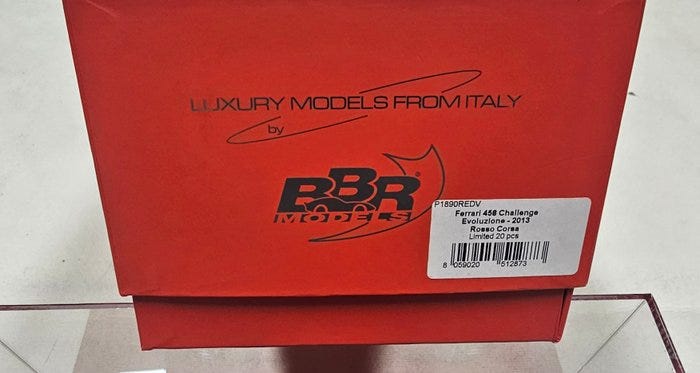 LUXURY MODELS FROM ITALY
by
BBR®
MODELS
P1890REDV
Ferrari 458 Challenge
Evoluzione - 2013
Rosso Corsa
Limited 20 pcs
8 059020 512873